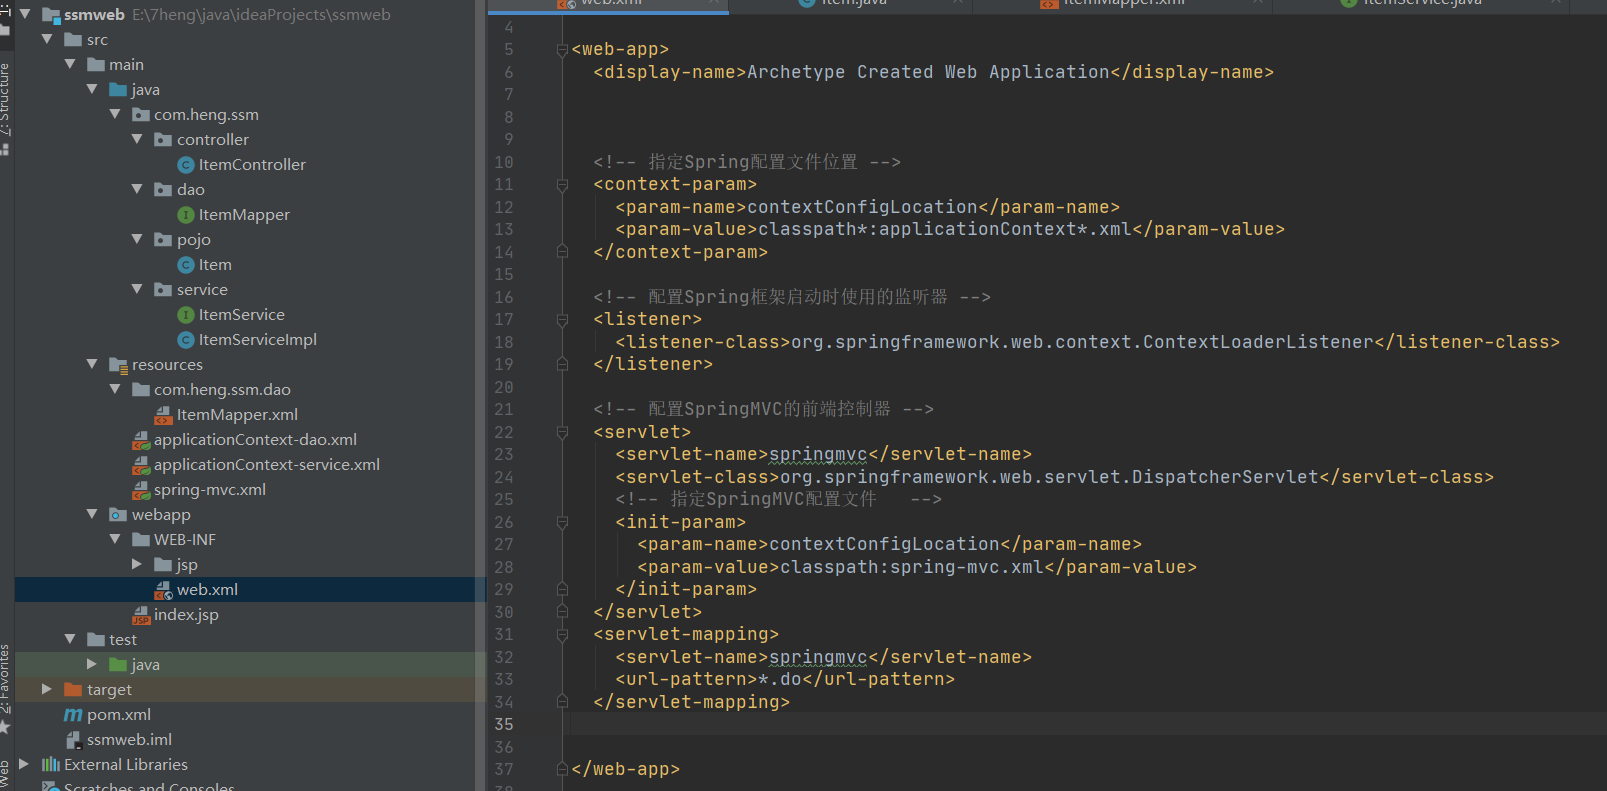 ssmweb E:\7heng\java\ideaProjects\ssmweb
src
main
java
com.heng.ssm
controller
ItemController
dao
ItemMapper
pojo
Item
service
ItemService
ItemServiceImpl
resources
com.heng.ssm.dao
ItemMapper.xml
applicationContext-dao.xml
applicationContext-service.xml
spring-mvc.xml
webapp
WEB-INF
jsp
web.xml
index.jsp
test
java
target
pom.xml
ssmweb.iml
External Libraries
Scratches and Consoles
7: Structure
2: Favorites
Web
web.xml
Item.java
ItemMapper.xml
ItemService.java
4
5 <web-app>
6 <display-name>Archetype Created Web Application</display-name>
7
8
9
10 <!-- 指定Spring配置文件位置 -->
11 <context-param>
12 <param-name>contextConfigLocation</param-name>
13 <param-value>classpath*:applicationContext*.xml</param-value>
14 </context-param>
15
16 <!-- 配置Spring框架启动时使用的监听器 -->
17 <listener>
18 <listener-class>org.springframework.web.context.ContextLoaderListener</listener-class>
19 </listener>
20
21 <!-- 配置SpringMVC的前端控制器 -->
22 <servlet>
23 <servlet-name>springmvc</servlet-name>
24 <servlet-class>org.springframework.web.servlet.DispatcherServlet</servlet-class>
25 <!-- 指定SpringMVC配置文件 -->
26 <init-param>
27 <param-name>contextConfigLocation</param-name>
28 <param-value>classpath:spring-mvc.xml</param-value>
29 </init-param>
30 </servlet>
31 <servlet-mapping>
32 <servlet-name>springmvc</servlet-name>
33 <url-pattern>*.do</url-pattern>
34 </servlet-mapping>
35
36
37 </web-app>
38